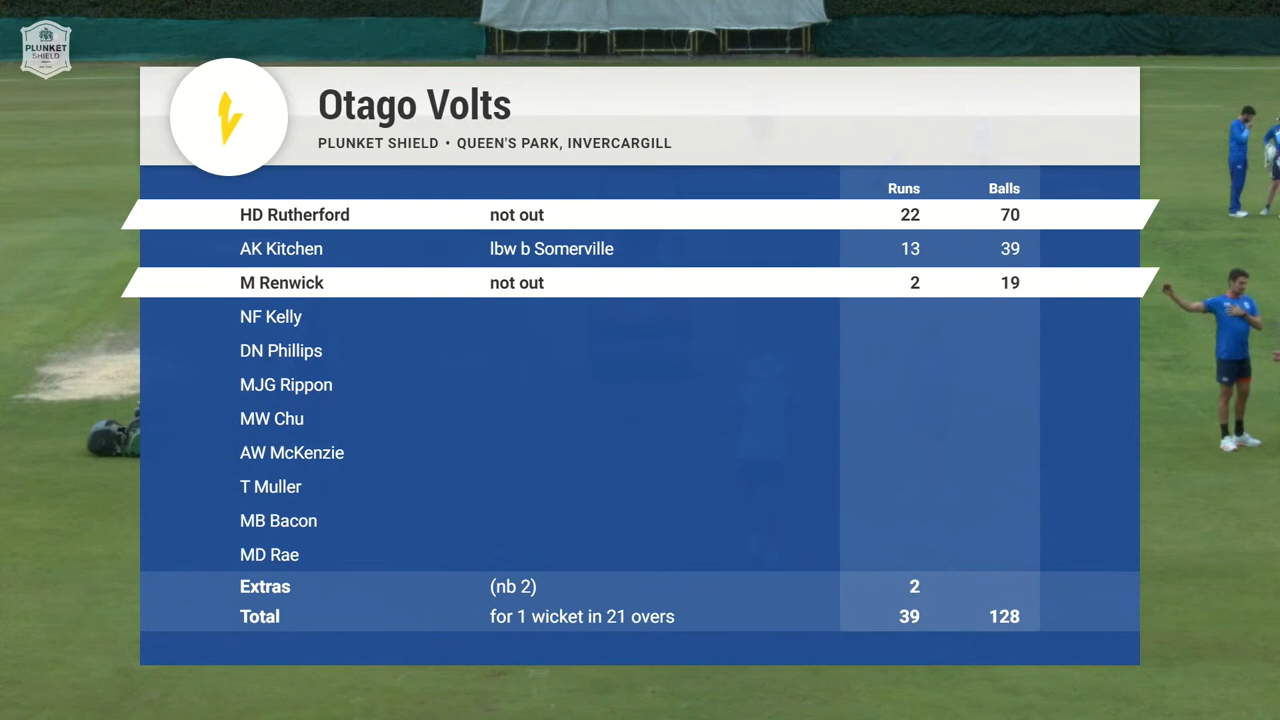 PLUNKET
SHIELD
Otago Volts
PLUNKET SHIELD • QUEEN'S PARK, INVERCARGILL
Runs Balls
HD Rutherford not out 22 70
AK Kitchen lbw b Somerville 13 39
M Renwick not out 2 19
NF Kelly
DN Phillips
MJG Rippon
MW Chu
AW McKenzie
T Muller
MB Bacon
MD Rae
Extras (nb 2) 2
Total for 1 wicket in 21 overs 39 128